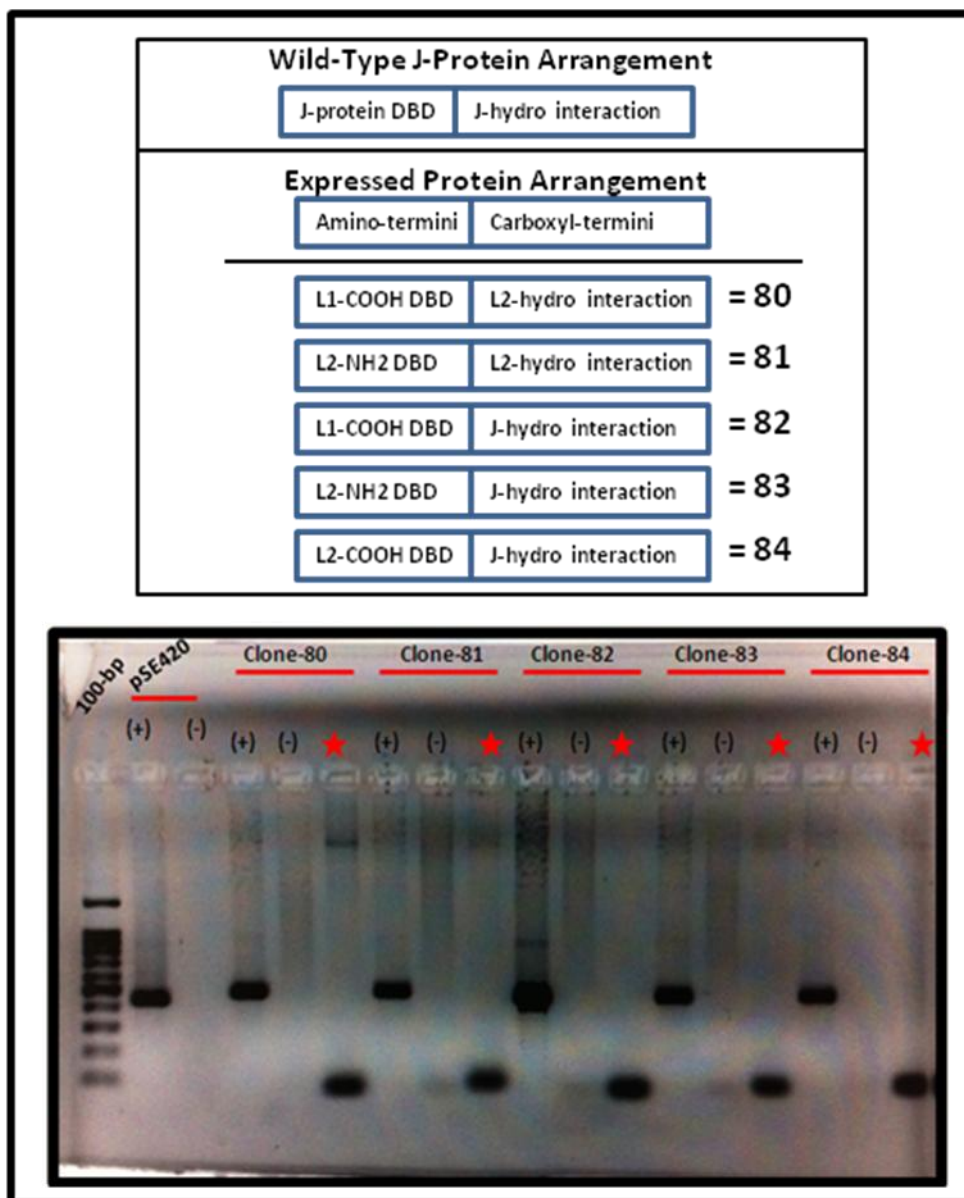 Wild-Type J-Protein Arrangement
J-protein DBD J-hydro interaction
Expressed Protein Arrangement
Amino-termini Carboxyl-termini
L1-COOH DBD L2-hydro interaction = 80
L2-NH2 DBD L2-hydro interaction = 81
L1-COOH DBD J-hydro interaction = 82
L2-NH2 DBD J-hydro interaction = 83
L2-COOH DBD J-hydro interaction = 84
100-bp pSE420 Clone-80 Clone-81 Clone-82 Clone-83 Clone-84
(+) (-) (+) (-) (+) (-) (+) (-) (+) (-) (+) (-)